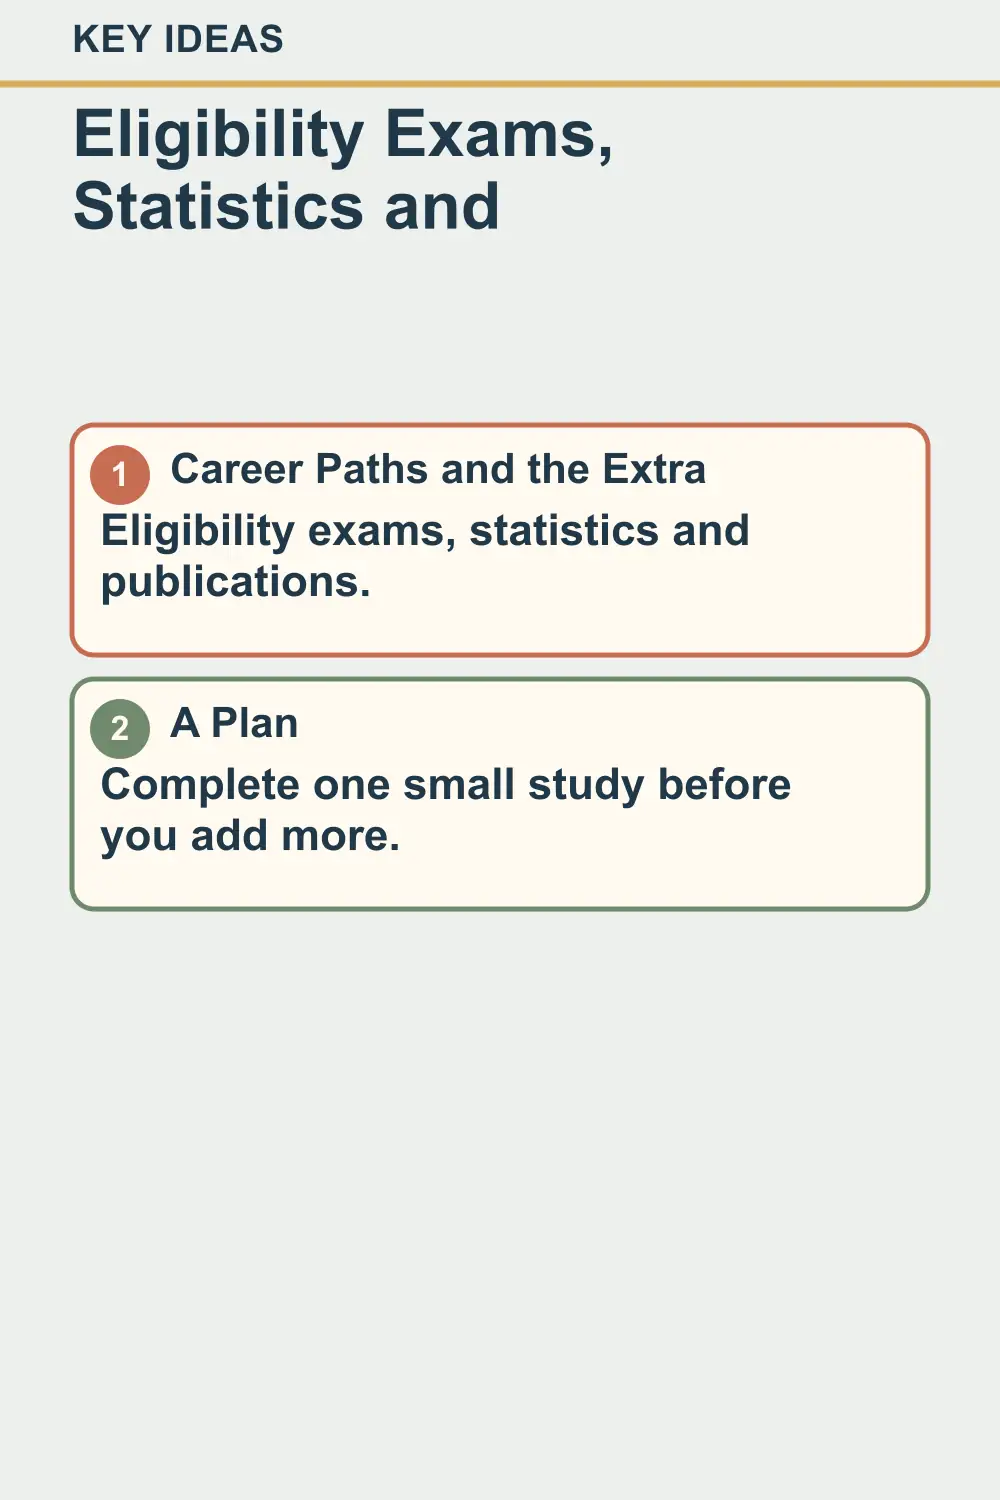 KEY IDEAS
Eligibility Exams,
Statistics and
1 Career Paths and the Extra
Eligibility exams, statistics and
publications.
2 A Plan
Complete one small study before
you add more.